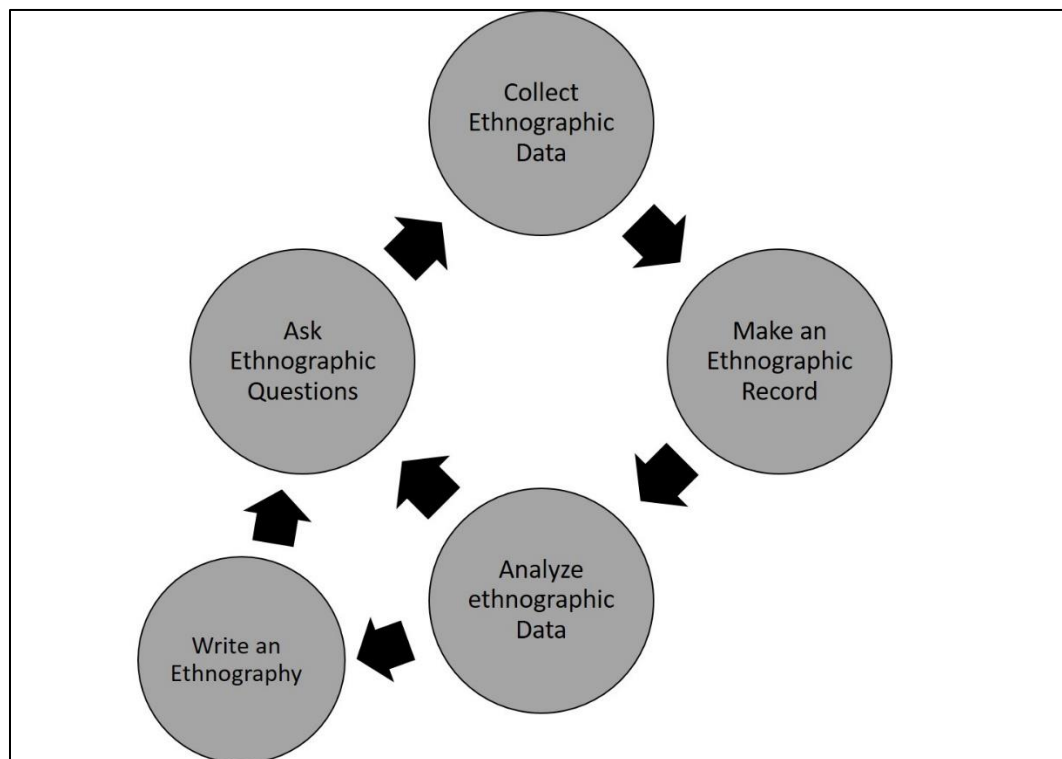 Collect
Ethnographic
Data
Ask
Ethnographic
Questions
Make an
Ethnographic
Record
Analyze
ethnographic
Data
Write an
Ethnography